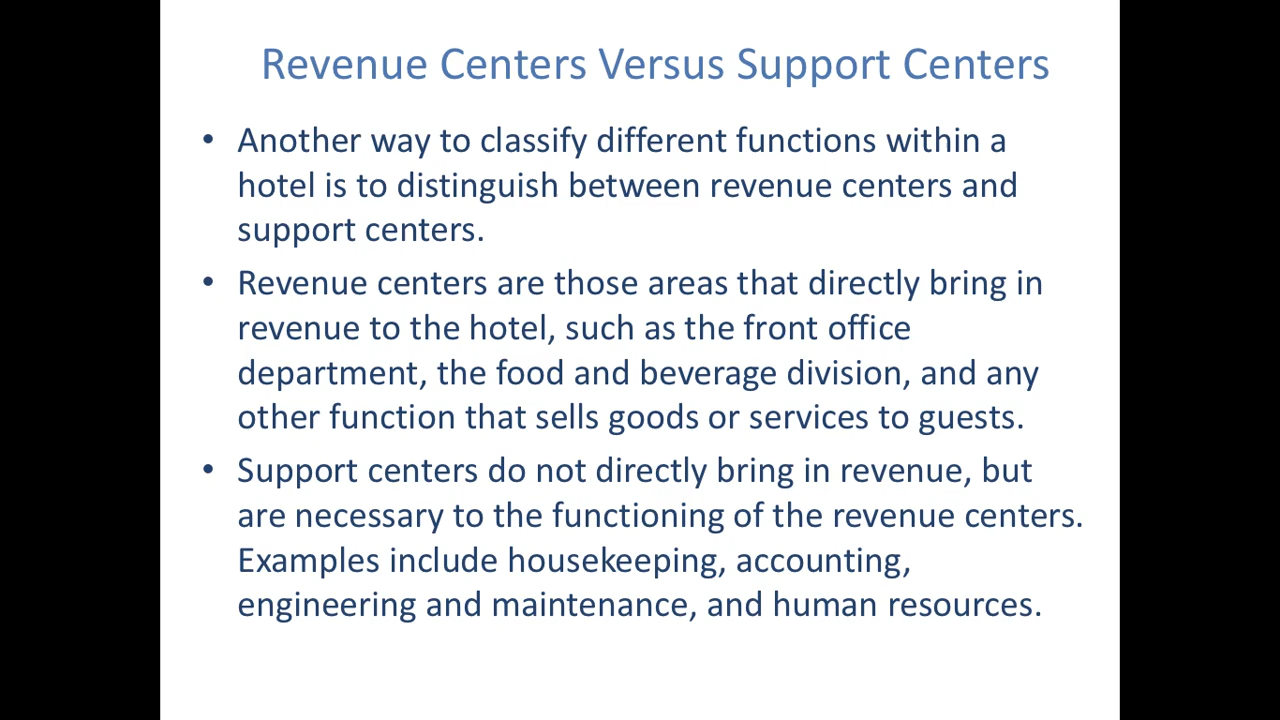 Revenue Centers Versus Support Centers
• Another way to classify different functions within a
hotel is to distinguish between revenue centers and
support centers.
• Revenue centers are those areas that directly bring in
revenue to the hotel, such as the front office
department, the food and beverage division, and any
other function that sells goods or services to guests.
• Support centers do not directly bring in revenue, but
are necessary to the functioning of the revenue centers.
Examples include housekeeping, accounting,
engineering and maintenance, and human resources.